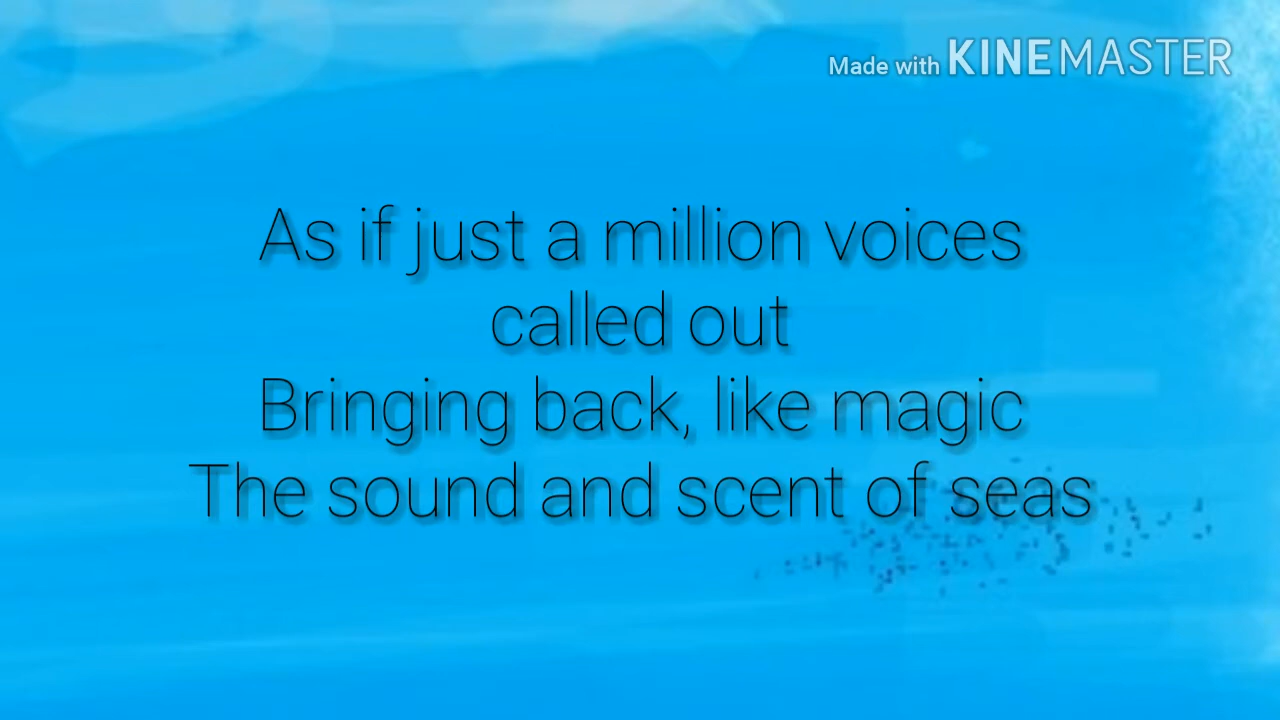 Made with KINEMASTER
As if just a million voices
called out
Bringing back, like magic
The sound and scent of seas